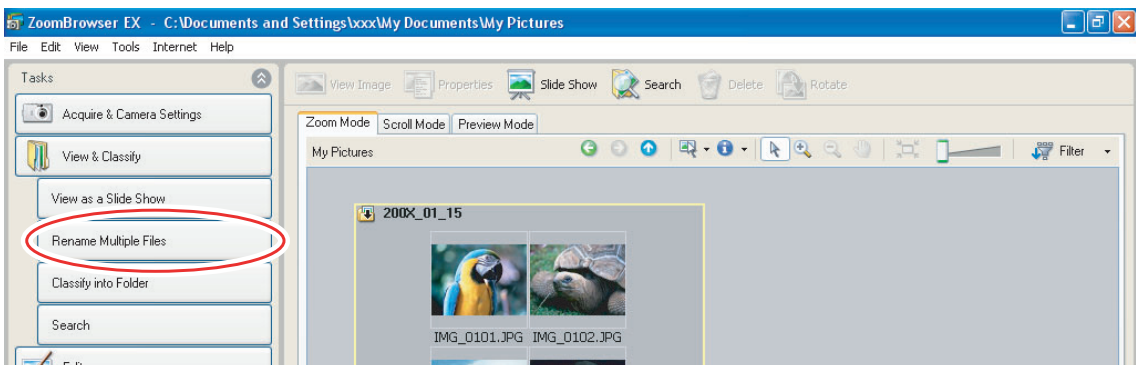 ZoomBrowser EX - C:\Documents and Settings\xxx\My Documents\My Pictures
File Edit View Tools Internet Help
Tasks
View Image Properties Slide Show Search Delete Rotate
Acquire & Camera Settings
Zoom Mode Scroll Mode Preview Mode
View & Classify
My Pictures
Filter
View as a Slide Show
200X_01_15
Rename Multiple Files
Classify into Folder
Search
IMG_0101.JPG IMG_0102.JPG